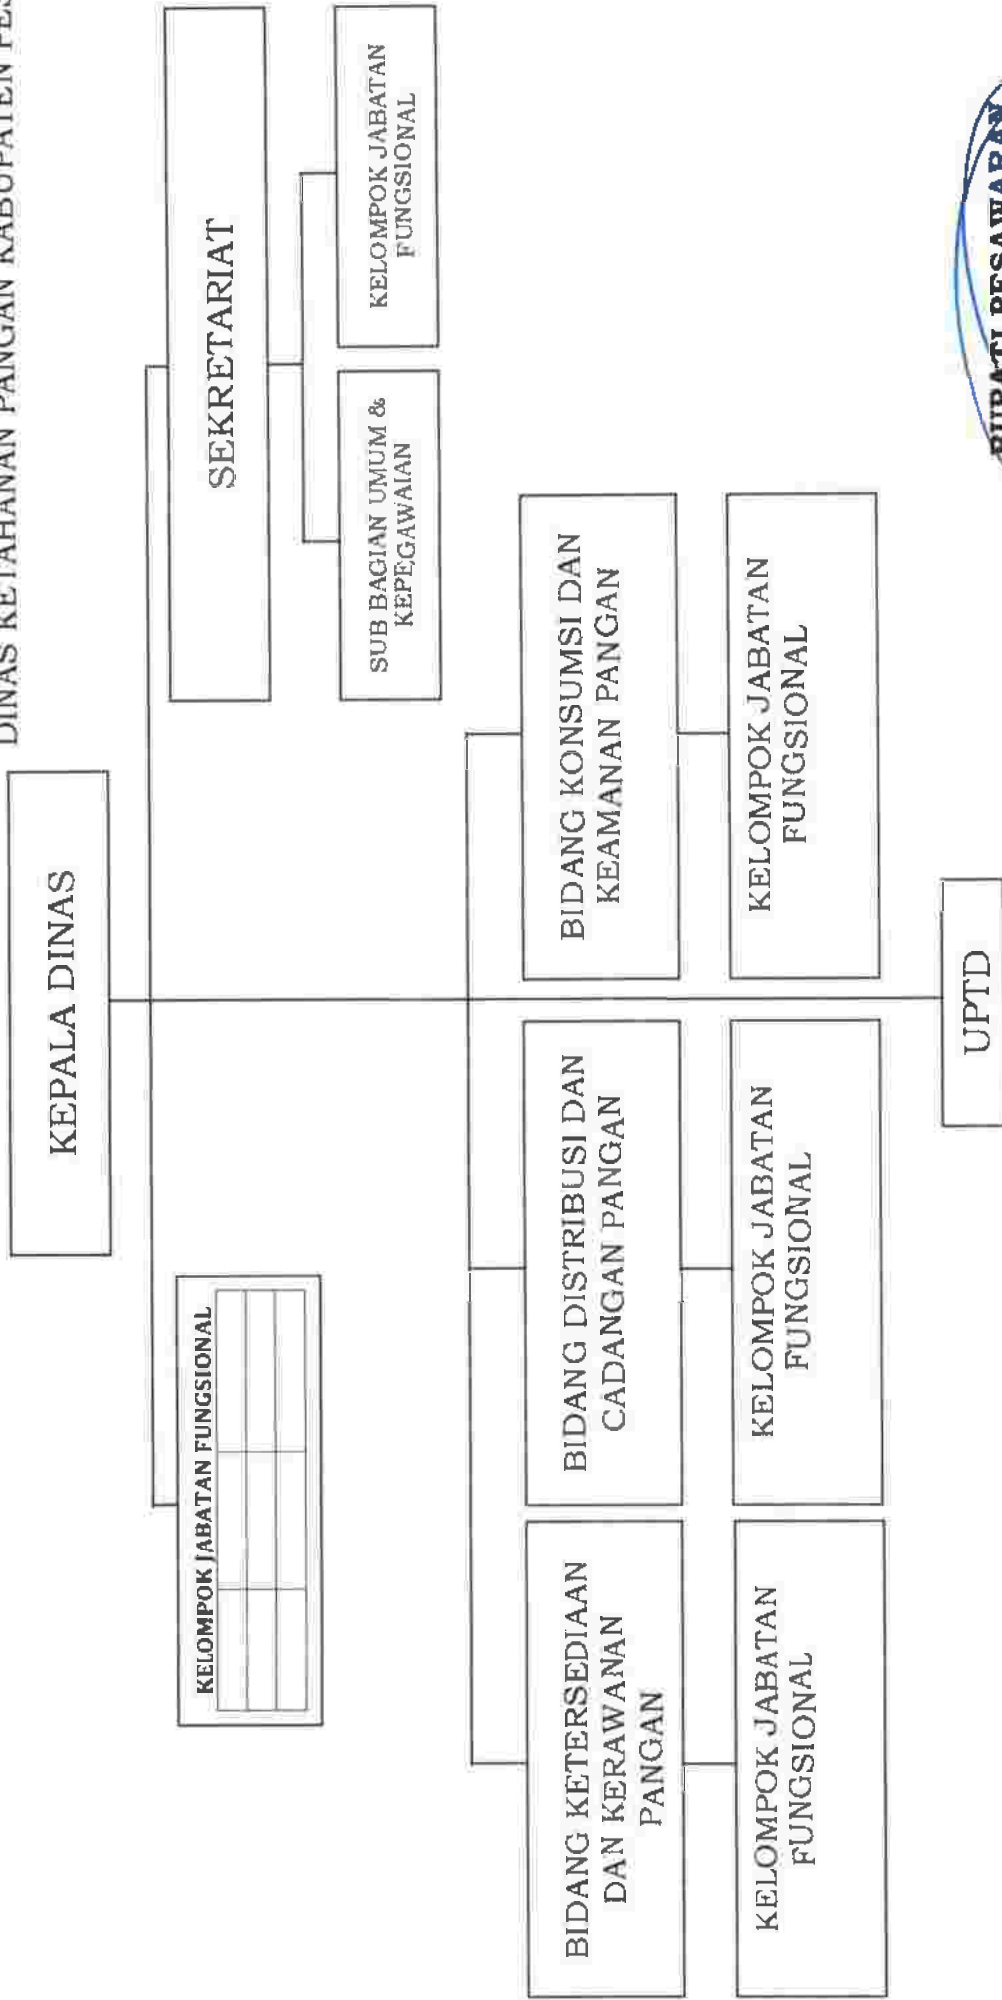 DINAS KETAHANAN PANGAN KABUPATEN
KEPALA DINAS
KELOMPOK JABATAN FUNGSIONAL
SEKRETARIAT
SUB BAGIAN UMUM &
KEPEGAWAIAN
KELOMPOK JABATAN
FUNGSIONAL
BIDANG KETERSEDIAAN
DAN KERAWANAN
PANGAN
BIDANG DISTRIBUSI DAN
CADANGAN PANGAN
BIDANG KONSUMSI DAN
KEAMANAN PANGAN
KELOMPOK JABATAN
FUNGSIONAL
KELOMPOK JABATAN
FUNGSIONAL
KELOMPOK JABATAN
FUNGSIONAL
UPTD
BUPATI PESAWARAN